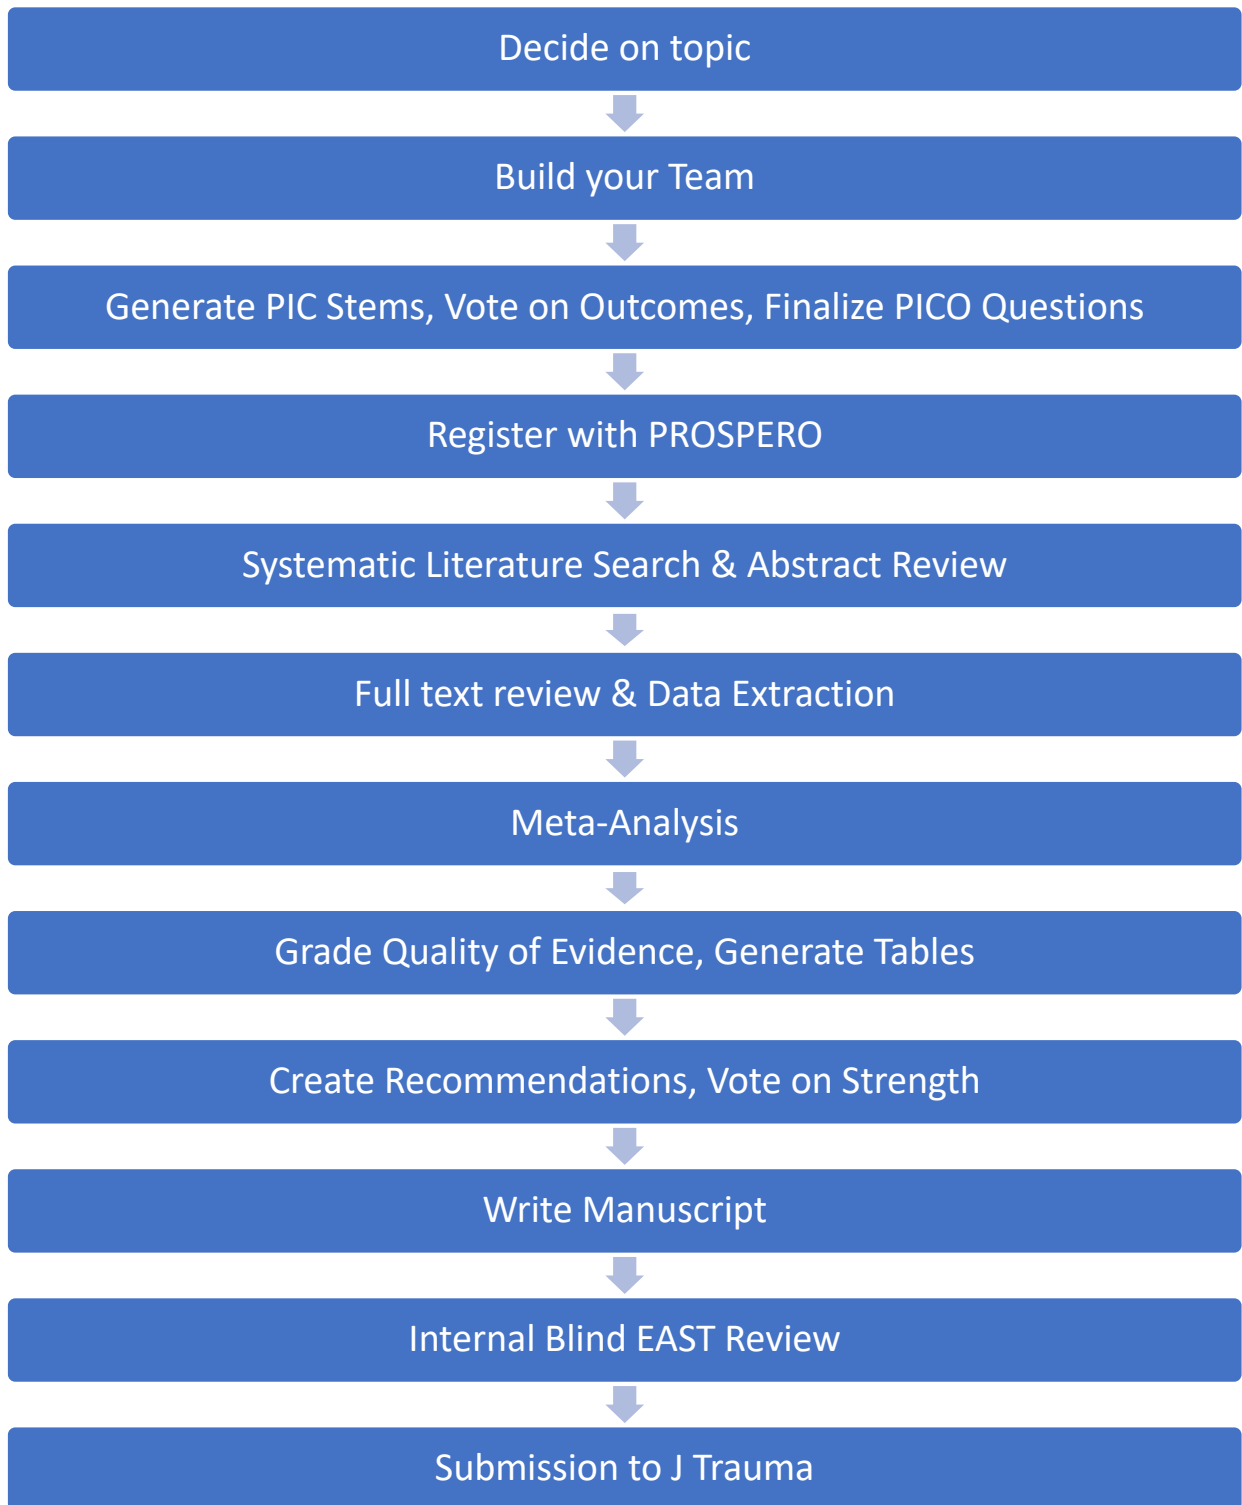 Decide on topic
Build your Team
Generate PIC Stems, Vote on Outcomes, Finalize PICO Questions
Register with PROSPERO
Systematic Literature Search & Abstract Review
Full text review & Data Extraction
Meta-Analysis
Grade Quality of Evidence, Generate Tables
Create Recommendations, Vote on Strength
Write Manuscript
Internal Blind EAST Review
Submission to J Trauma